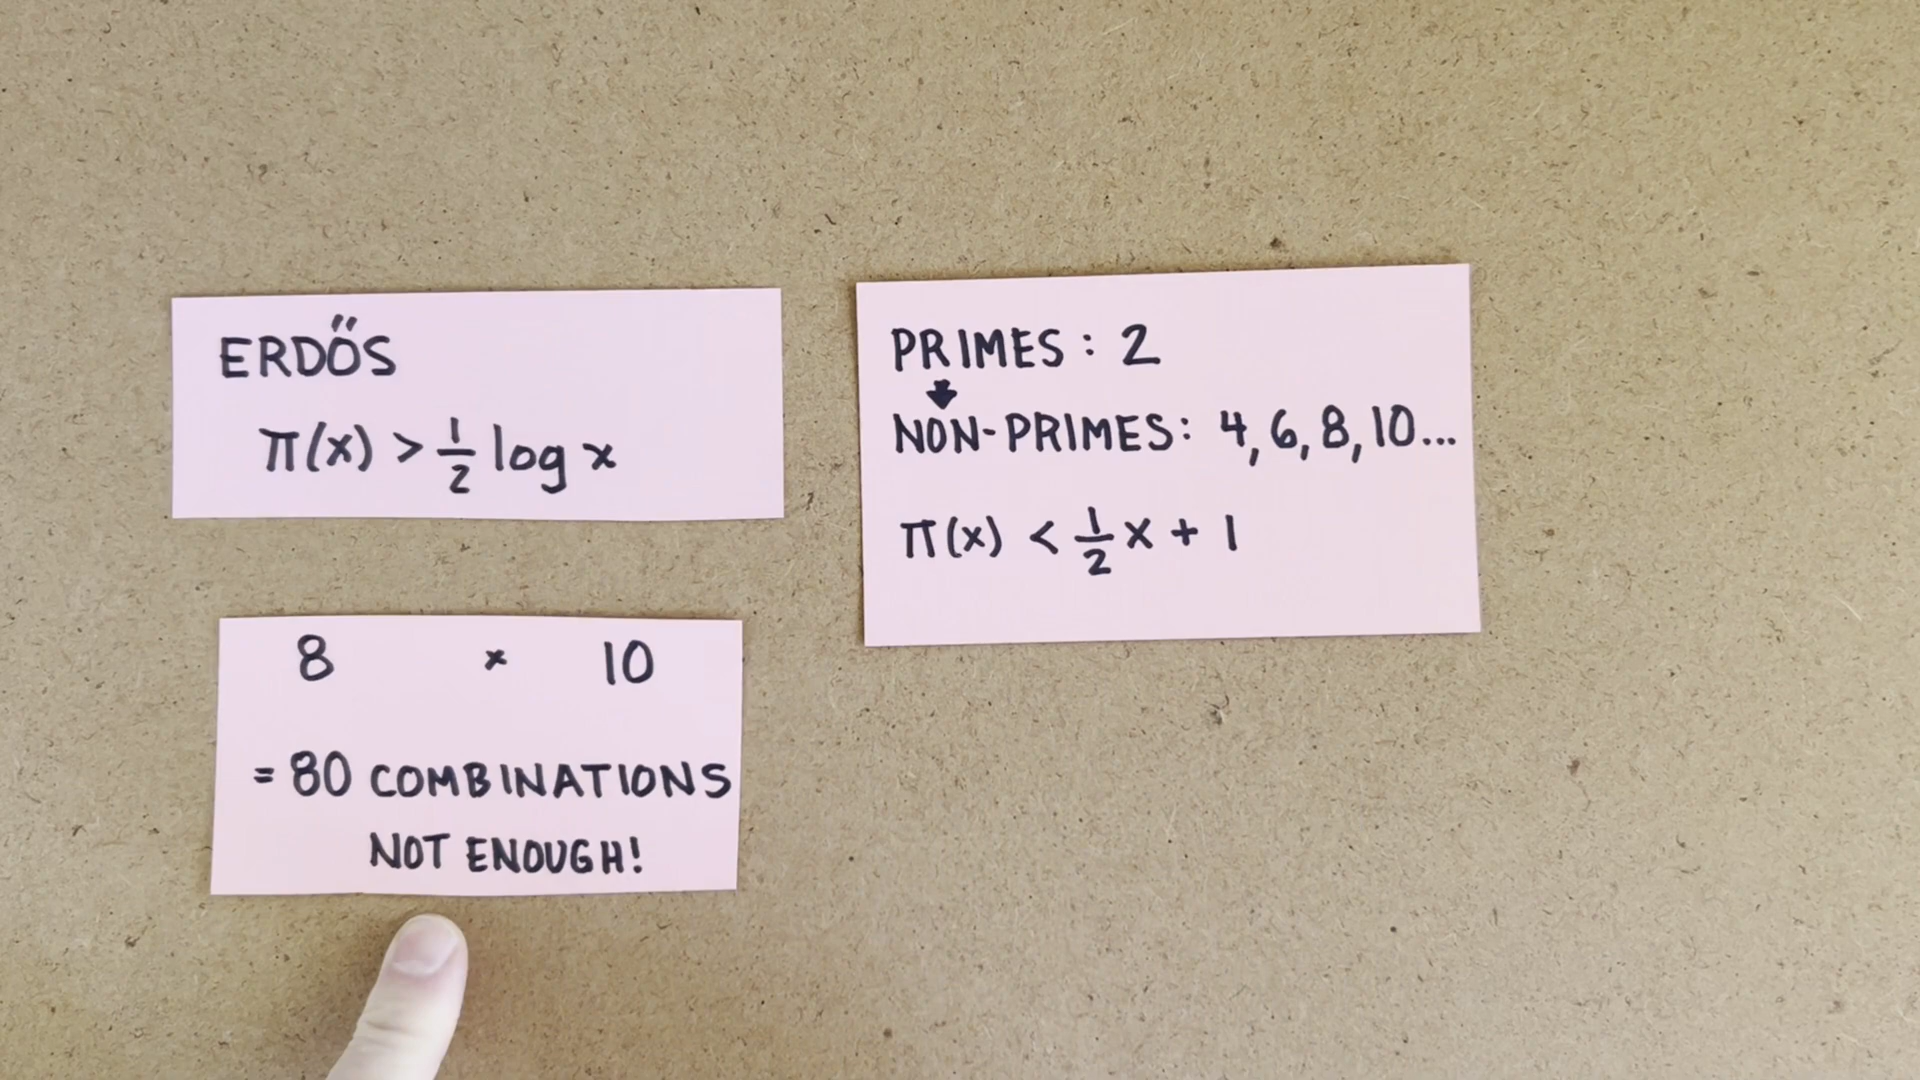 ERDŐS
π(x) > 1/2 log x
8 × 10
= 80 COMBINATIONS
NOT ENOUGH!
PRIMES: 2
NON-PRIMES: 4, 6, 8, 10...
π(x) < 1/2 x + 1